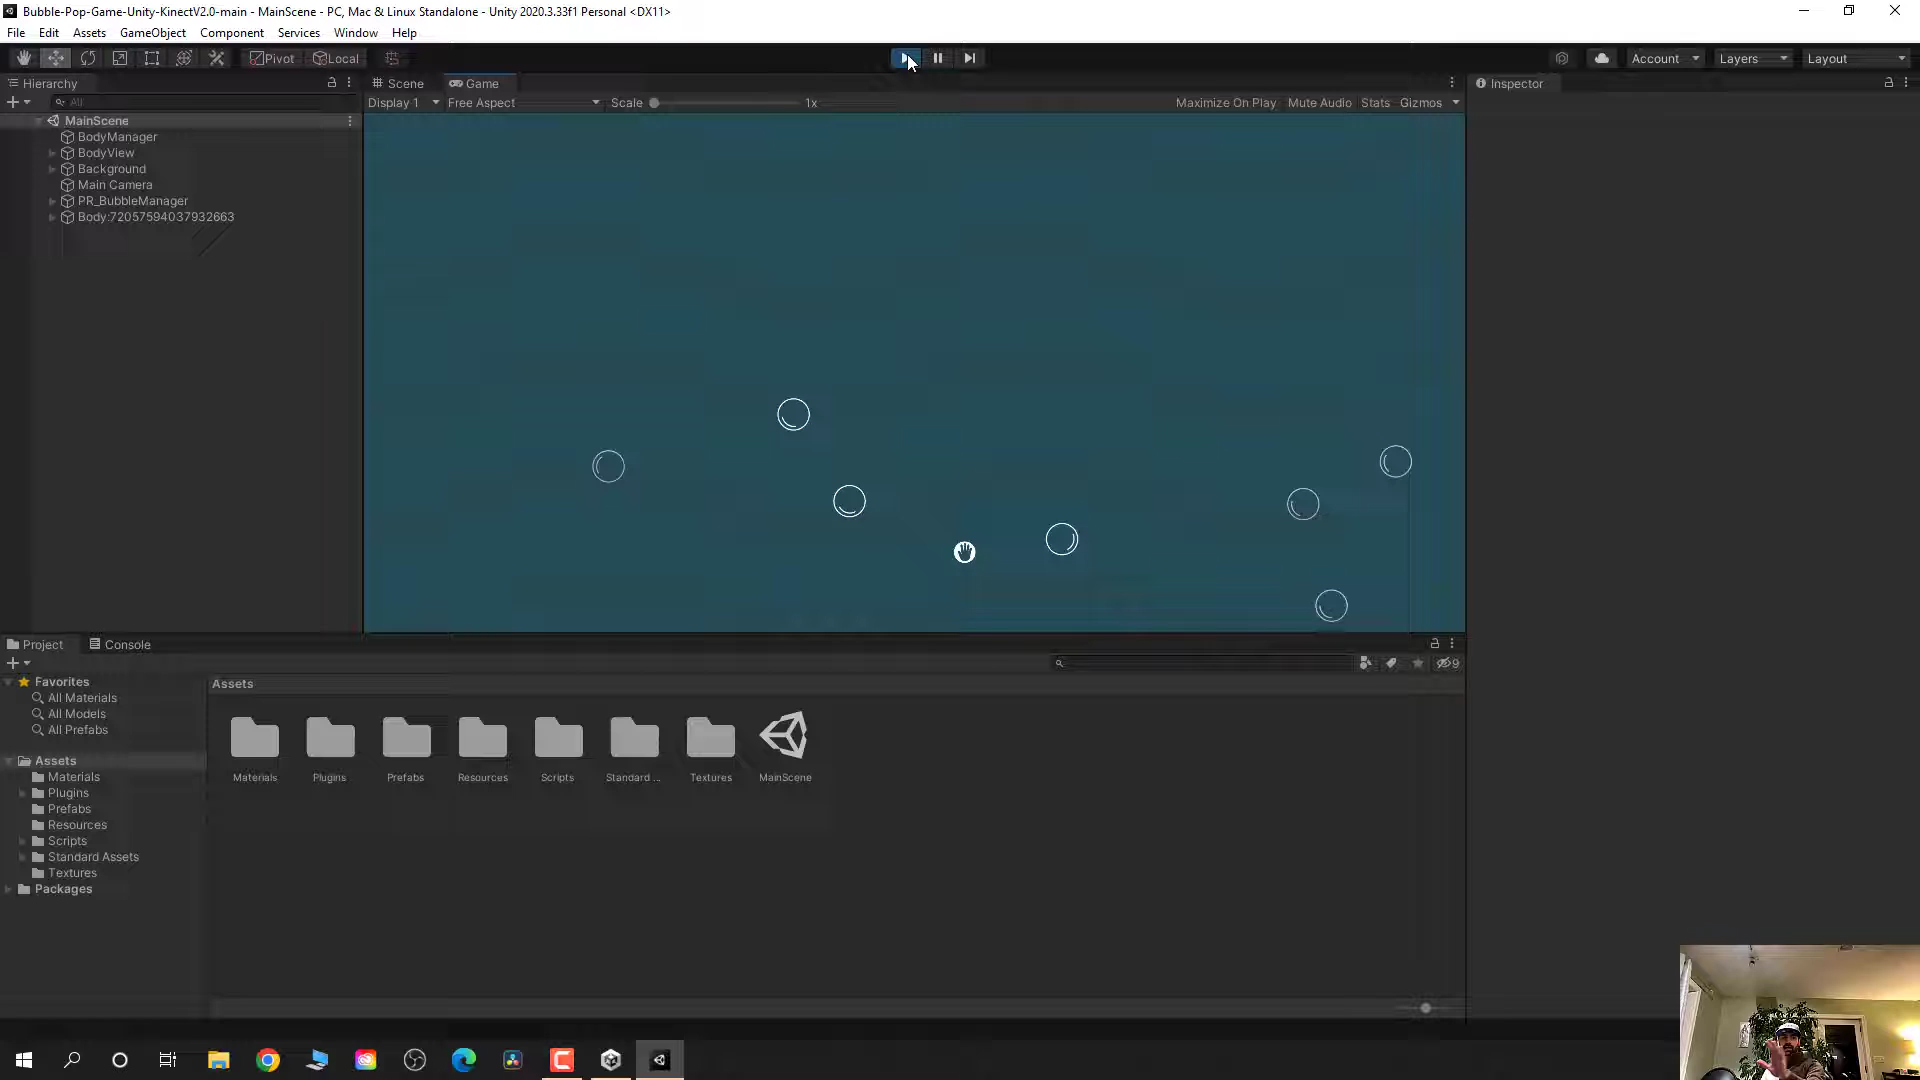 Bubble-Pop-Game-Unity-KinectV2.0-main - MainScene - PC, Mac & Linux Standalone - Unity 2020.3.33f1 Personal <DX11>
File Edit Assets GameObject Component Services Window Help
Pivot Local Account Layers Layout
Hierarchy
All
MainScene
BodyManager
BodyView
Background
Main Camera
PR_BubbleManager
Body:72057594037932663
Scene Game
Display 1 Free Aspect Scale 1x Maximize On Play Mute Audio Stats Gizmos
Inspector
Project Console
9
Favorites
All Materials
All Models
All Prefabs
Assets
Materials
Plugins
Prefabs
Resources
Scripts
Standard Assets
Textures
Packages
Assets
Materials Plugins Prefabs Resources Scripts Standard ... Textures MainScene